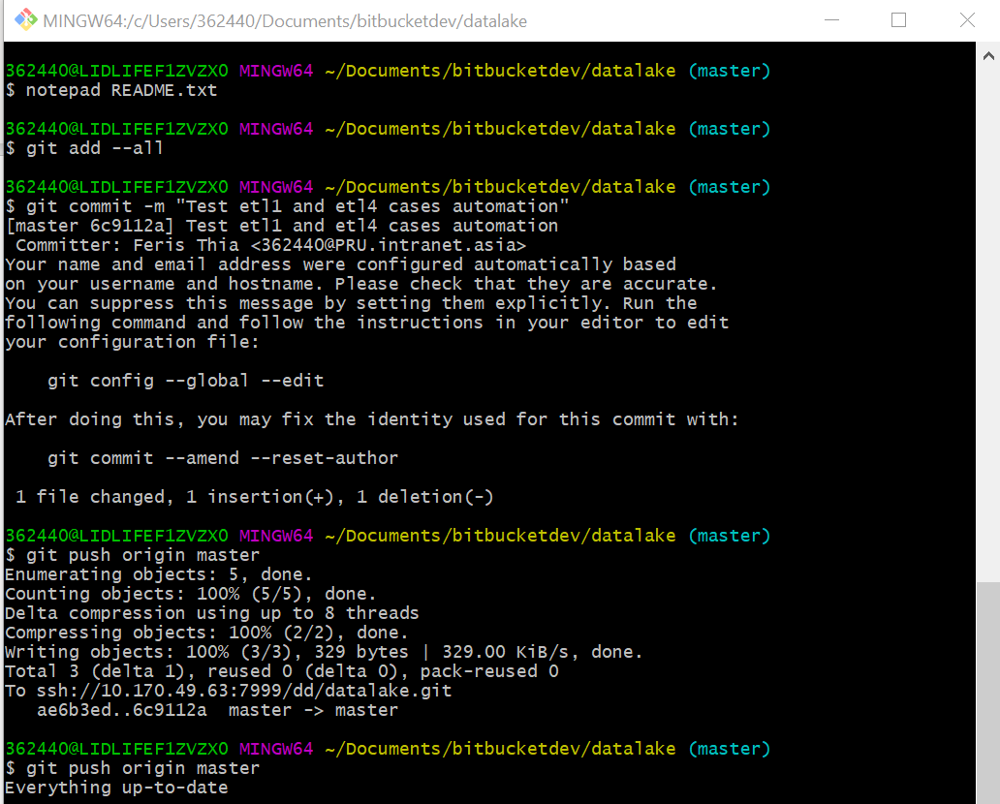 MINGW64:/c/Users/362440/Documents/bitbucketdev/datalake
362440@LIDLIFEF1ZVZX0 MINGW64 ~/Documents/bitbucketdev/datalake (master)
$ notepad README.txt
362440@LIDLIFEF1ZVZX0 MINGW64 ~/Documents/bitbucketdev/datalake (master)
$ git add --all
362440@LIDLIFEF1ZVZX0 MINGW64 ~/Documents/bitbucketdev/datalake (master)
$ git commit -m "Test etl1 and etl4 cases automation"
[master 6c9112a] Test etl1 and etl4 cases automation
 Committer: Feris Thia <362440@PRU.intranet.asia>
Your name and email address were configured automatically based
on your username and hostname. Please check that they are accurate.
You can suppress this message by setting them explicitly. Run the
following command and follow the instructions in your editor to edit
your configuration file:
    git config --global --edit
After doing this, you may fix the identity used for this commit with:
    git commit --amend --reset-author
 1 file changed, 1 insertion(+), 1 deletion(-)
362440@LIDLIFEF1ZVZX0 MINGW64 ~/Documents/bitbucketdev/datalake (master)
$ git push origin master
Enumerating objects: 5, done.
Counting objects: 100% (5/5), done.
Delta compression using up to 8 threads
Compressing objects: 100% (2/2), done.
Writing objects: 100% (3/3), 329 bytes | 329.00 KiB/s, done.
Total 3 (delta 1), reused 0 (delta 0), pack-reused 0
To ssh://10.170.49.63:7999/dd/datalake.git
   ae6b3ed..6c9112a  master -> master
362440@LIDLIFEF1ZVZX0 MINGW64 ~/Documents/bitbucketdev/datalake (master)
$ git push origin master
Everything up-to-date